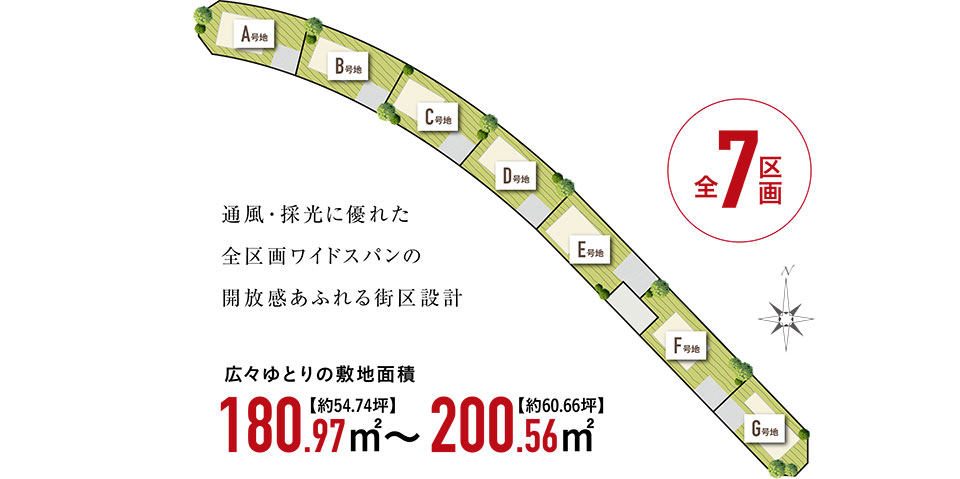 A号地
B号地
C号地
D号地
E号地
F号地
G号地
全7区画
N
通風・採光に優れた
全区画ワイドスパンの
開放感あふれる街区設計
広々ゆとりの敷地面積
180.97㎡【約54.74坪】〜200.56㎡【約60.66坪】